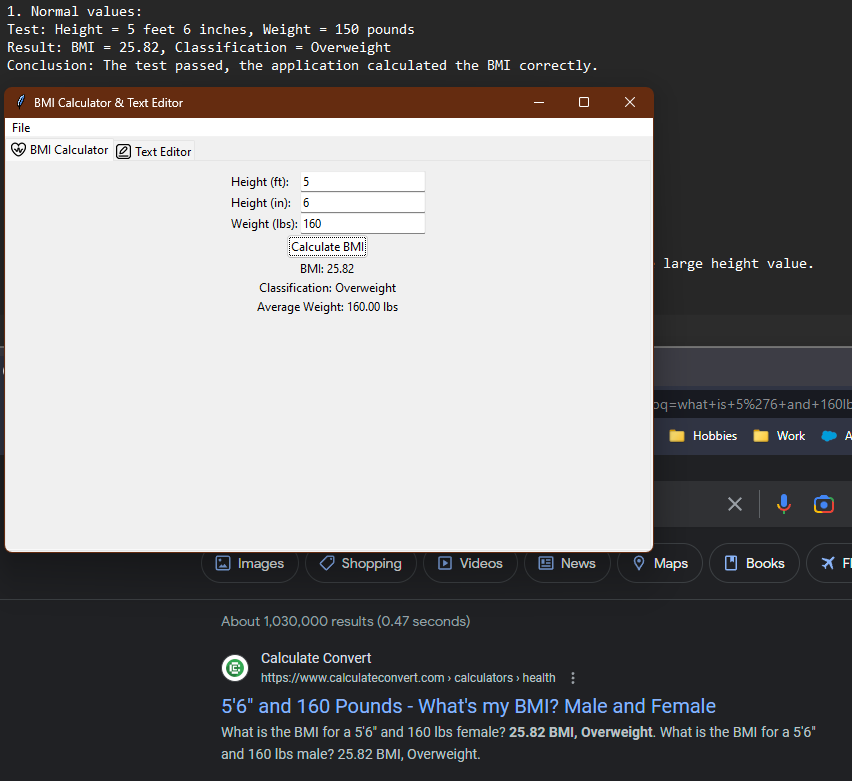 1. Normal values:
Test: Height = 5 feet 6 inches, Weight = 150 pounds
Result: BMI = 25.82, Classification = Overweight
Conclusion: The test passed, the application calculated the BMI correctly.
BMI Calculator & Text Editor
File
BMI Calculator Text Editor
Height (ft): 5
Height (in): 6
Weight (lbs): 160
Calculate BMI
BMI: 25.82
Classification: Overweight
Average Weight: 160.00 lbs
large height value.
oq=what+is+5%276+and+160lb
Hobbies Work A
Images Shopping Videos News Maps Books Fl
About 1,030,000 results (0.47 seconds)
Calculate Convert
https://www.calculateconvert.com › calculators › health
5'6" and 160 Pounds - What's my BMI? Male and Female
What is the BMI for a 5'6" and 160 lbs female? 25.82 BMI, Overweight. What is the BMI for a 5'6"
and 160 lbs male? 25.82 BMI, Overweight.